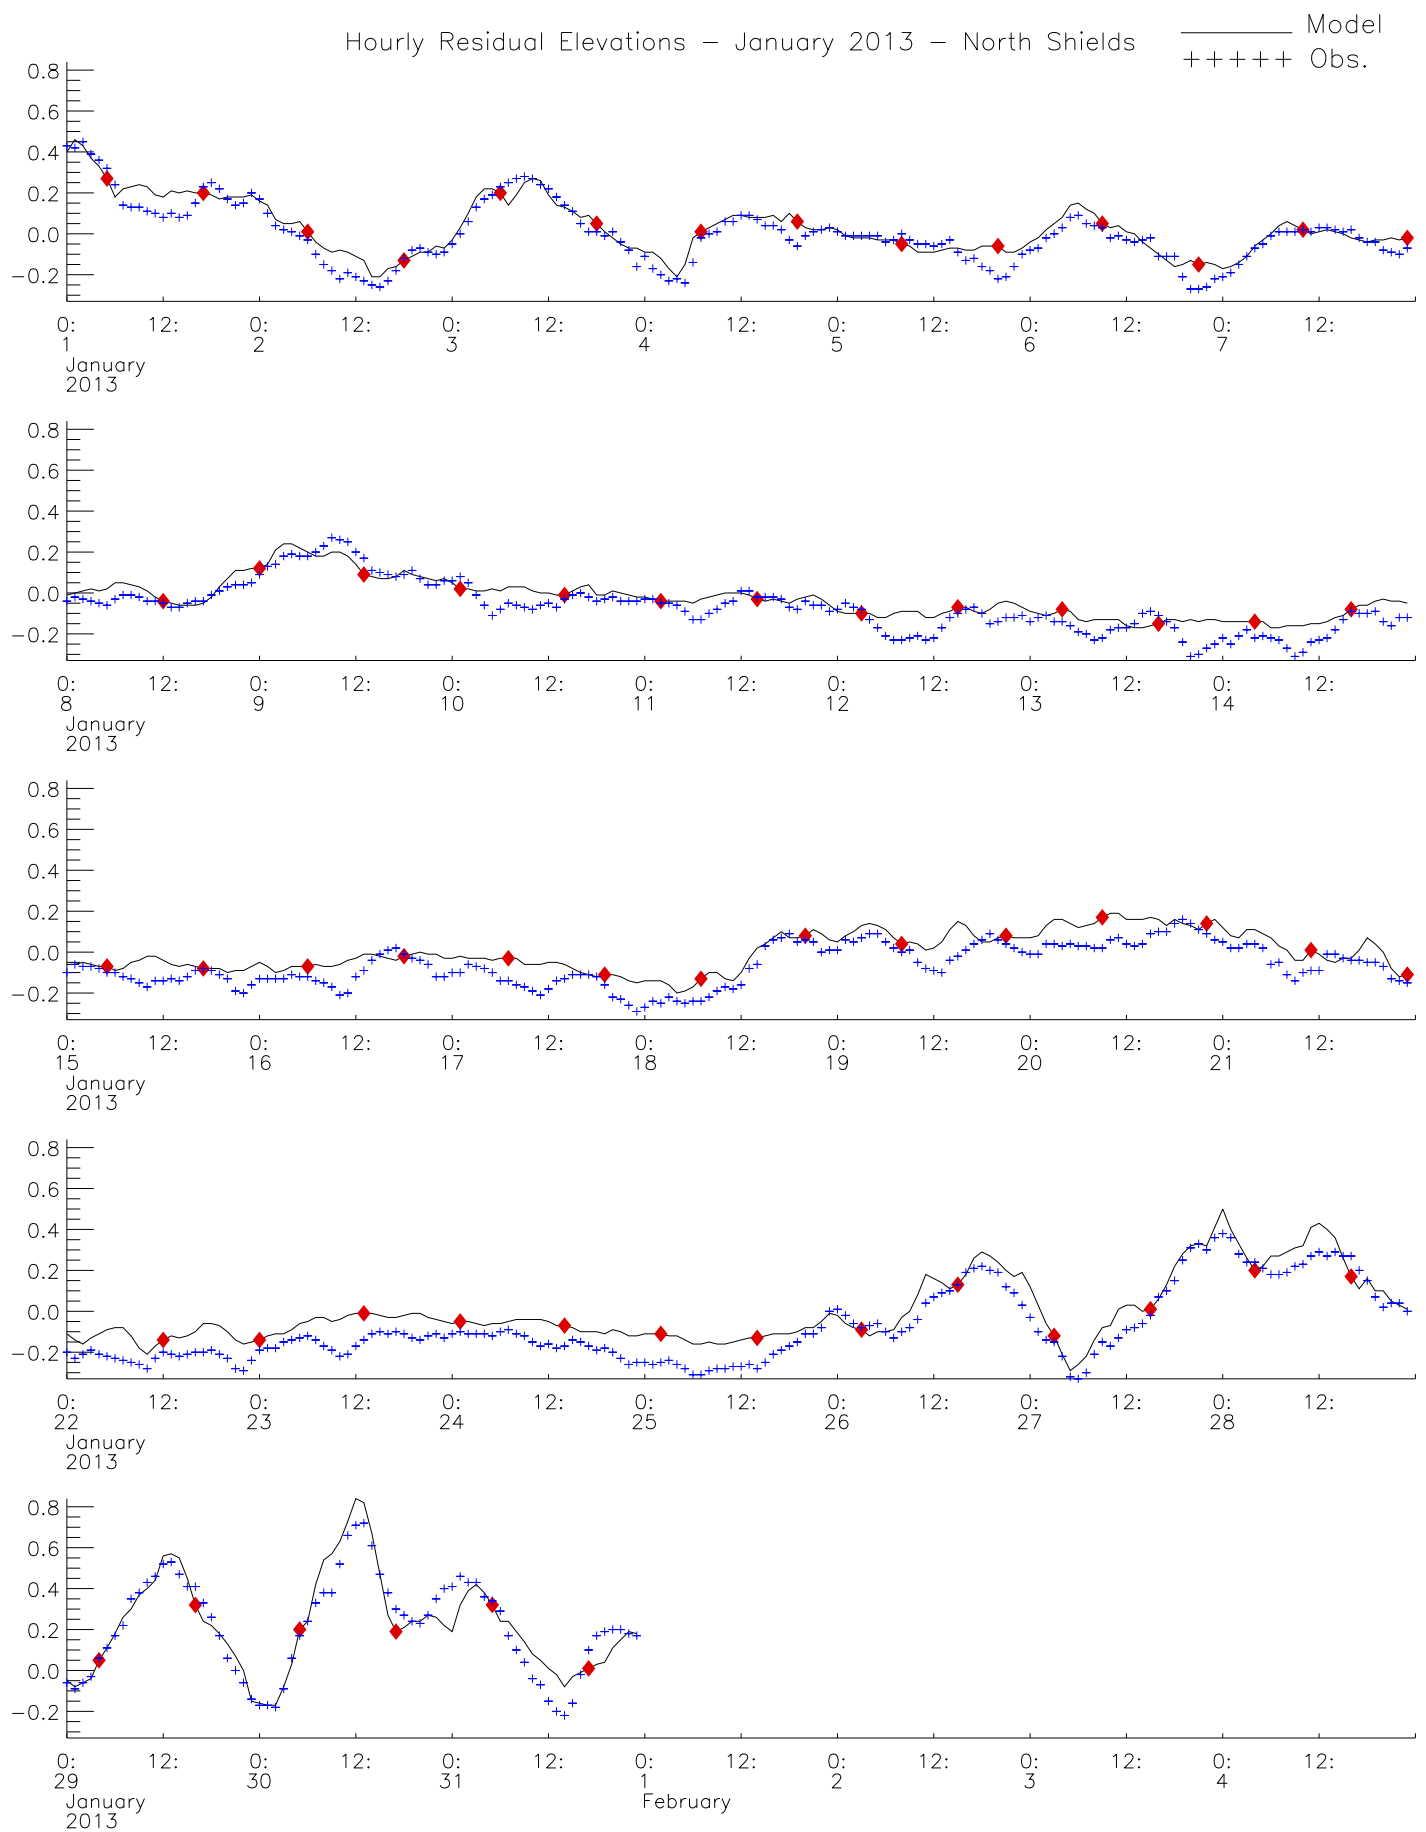 Hourly Residual Elevations – January 2013 – North Shields
Model
+++++ Obs.
0.8
0.6
0.4
0.2
0.0
−0.2
0: 12: 0: 12: 0: 12: 0: 12: 0: 12: 0: 12: 0: 12:
1 2 3 4 5 6 7
January
2013
0.8
0.6
0.4
0.2
0.0
−0.2
0: 12: 0: 12: 0: 12: 0: 12: 0: 12: 0: 12: 0: 12:
8 9 10 11 12 13 14
January
2013
0.8
0.6
0.4
0.2
0.0
−0.2
0: 12: 0: 12: 0: 12: 0: 12: 0: 12: 0: 12: 0: 12:
15 16 17 18 19 20 21
January
2013
0.8
0.6
0.4
0.2
0.0
−0.2
0: 12: 0: 12: 0: 12: 0: 12: 0: 12: 0: 12: 0: 12:
22 23 24 25 26 27 28
January
2013
0.8
0.6
0.4
0.2
0.0
−0.2
0: 12: 0: 12: 0: 12: 0: 12: 0: 12: 0: 12: 0: 12:
29 30 31 1 2 3 4
January February
2013